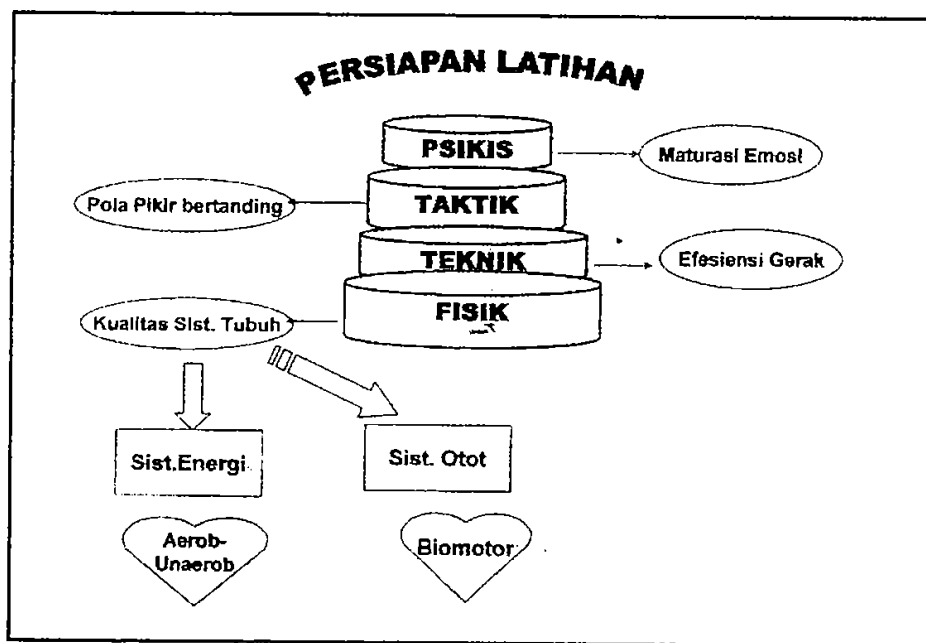 PERSIAPAN LATIHAN
PSIKIS
Maturasi Emosi
TAKTIK
Pola Pikir bertanding
TEKNIK
Efesiensi Gerak
FISIK
Kualitas Sist. Tubuh
Sist.Energi
Sist. Otot
Aerob-
Unaerob
Biomotor